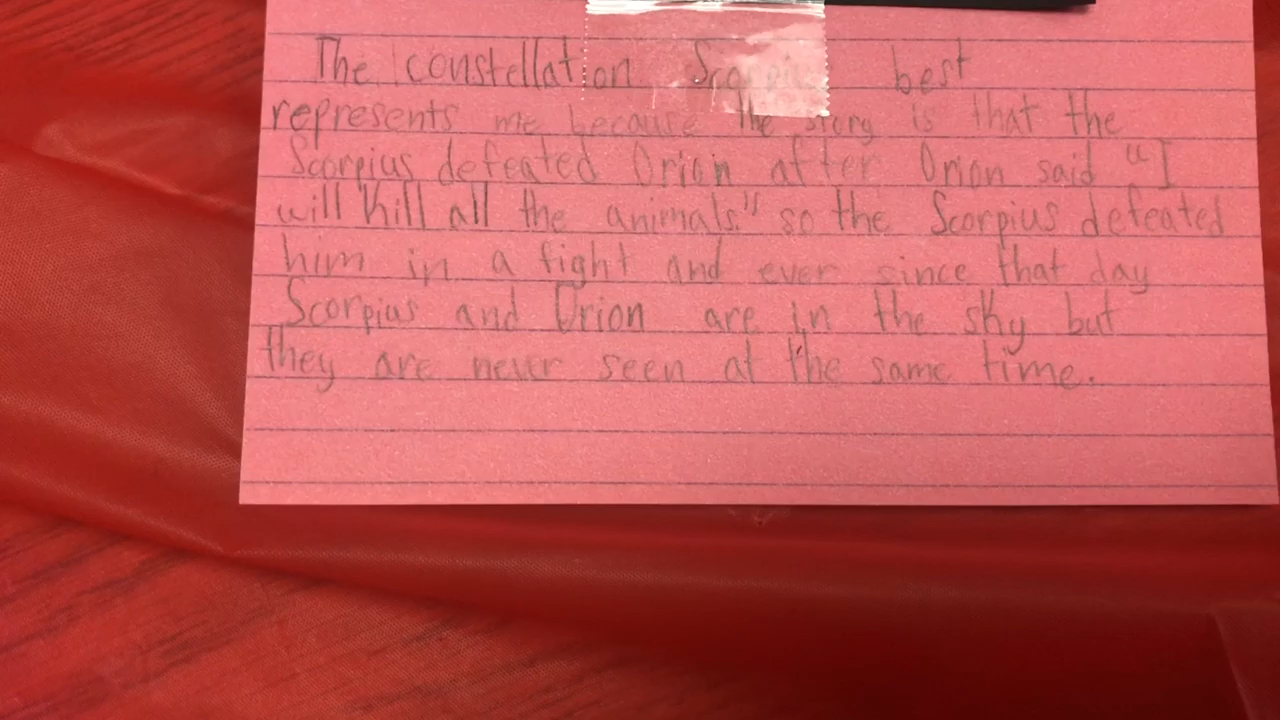 The constellation Scorpius best
represents me because the story is that the
Scorpius defeated Orion after Orion said "I
will kill all the animals." so the Scorpius defeated
him in a fight and ever since that day
Scorpius and Orion are in the sky but
they are never seen at the same time.